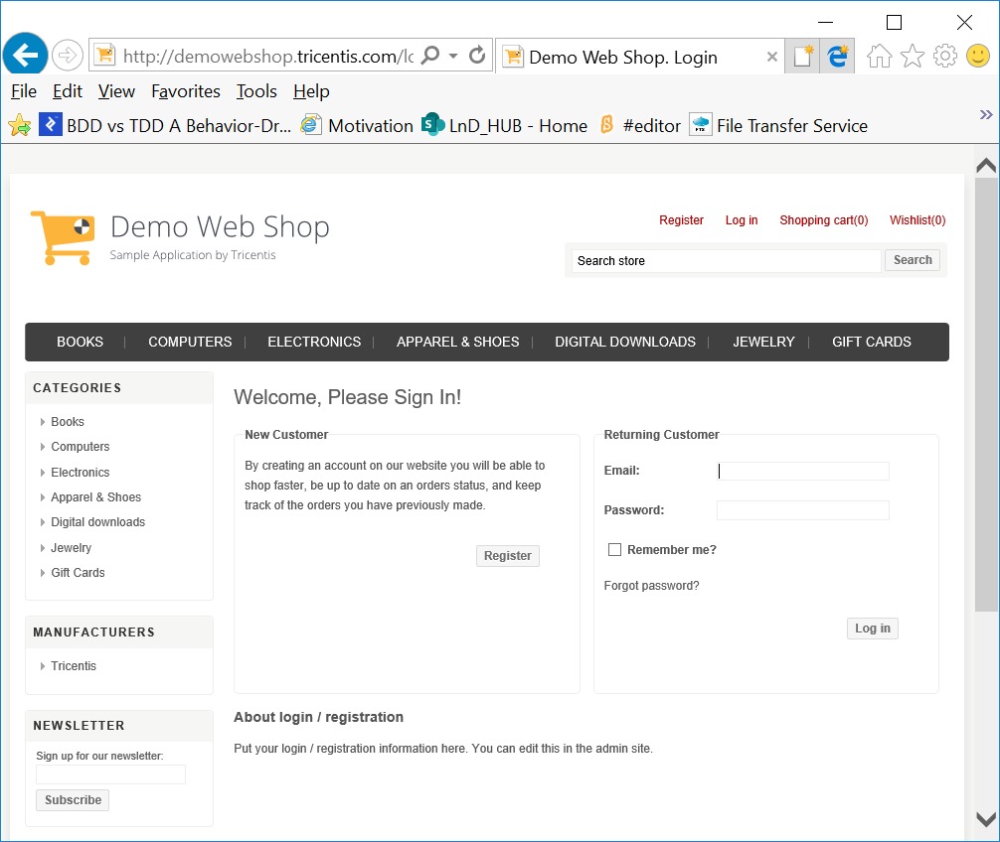 http://demowebshop.tricentis.com/lc
Demo Web Shop. Login
File Edit View Favorites Tools Help
BDD vs TDD A Behavior-Dr... Motivation LnD_HUB - Home #editor File Transfer Service
Demo Web Shop
Sample Application by Tricentis
Register Log in Shopping cart(0) Wishlist(0)
Search store Search
BOOKS COMPUTERS ELECTRONICS APPAREL & SHOES DIGITAL DOWNLOADS JEWELRY GIFT CARDS
CATEGORIES
Books
Computers
Electronics
Apparel & Shoes
Digital downloads
Jewelry
Gift Cards
MANUFACTURERS
Tricentis
NEWSLETTER
Sign up for our newsletter:
Subscribe
Welcome, Please Sign In!
New Customer
By creating an account on our website you will be able to
shop faster, be up to date on an orders status, and keep
track of the orders you have previously made.
Register
Returning Customer
Email:
Password:
Remember me?
Forgot password?
Log in
About login / registration
Put your login / registration information here. You can edit this in the admin site.